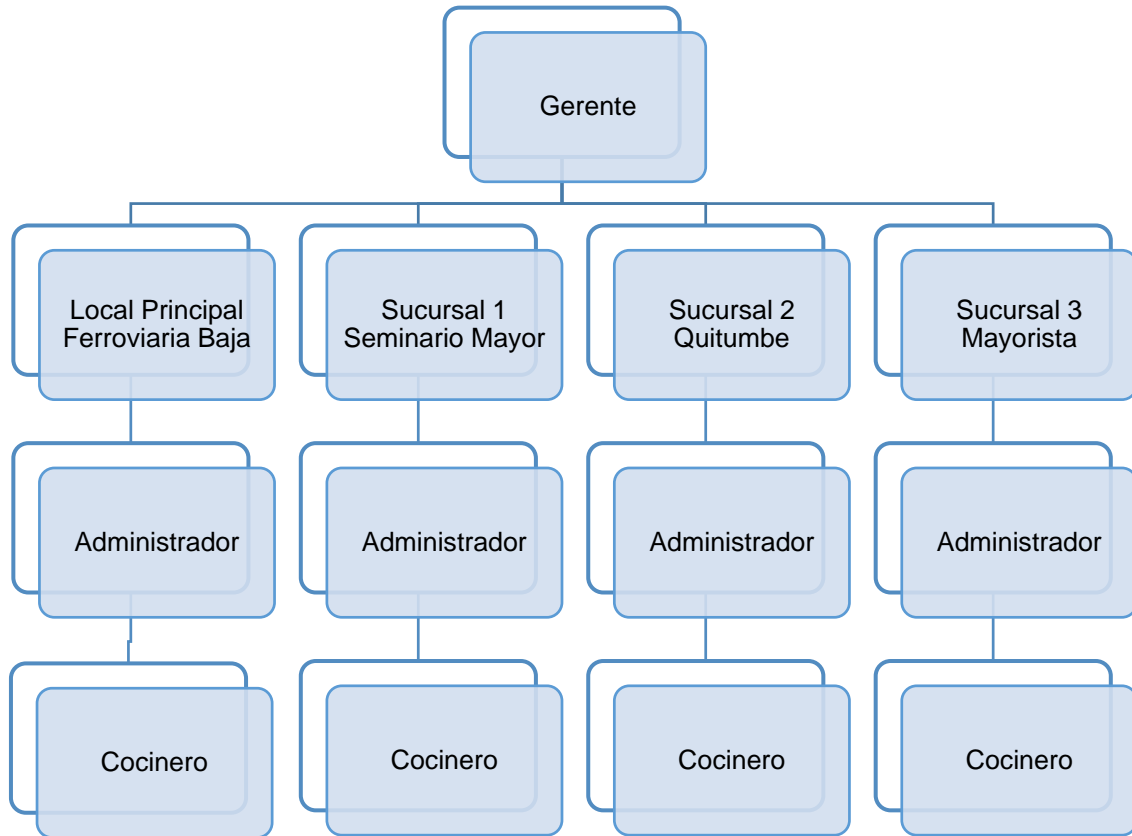 Gerente
Local Principal
Ferroviaria Baja
Sucursal 1
Seminario Mayor
Sucursal 2
Quitumbe
Sucursal 3
Mayorista
Administrador
Administrador
Administrador
Administrador
Cocinero
Cocinero
Cocinero
Cocinero